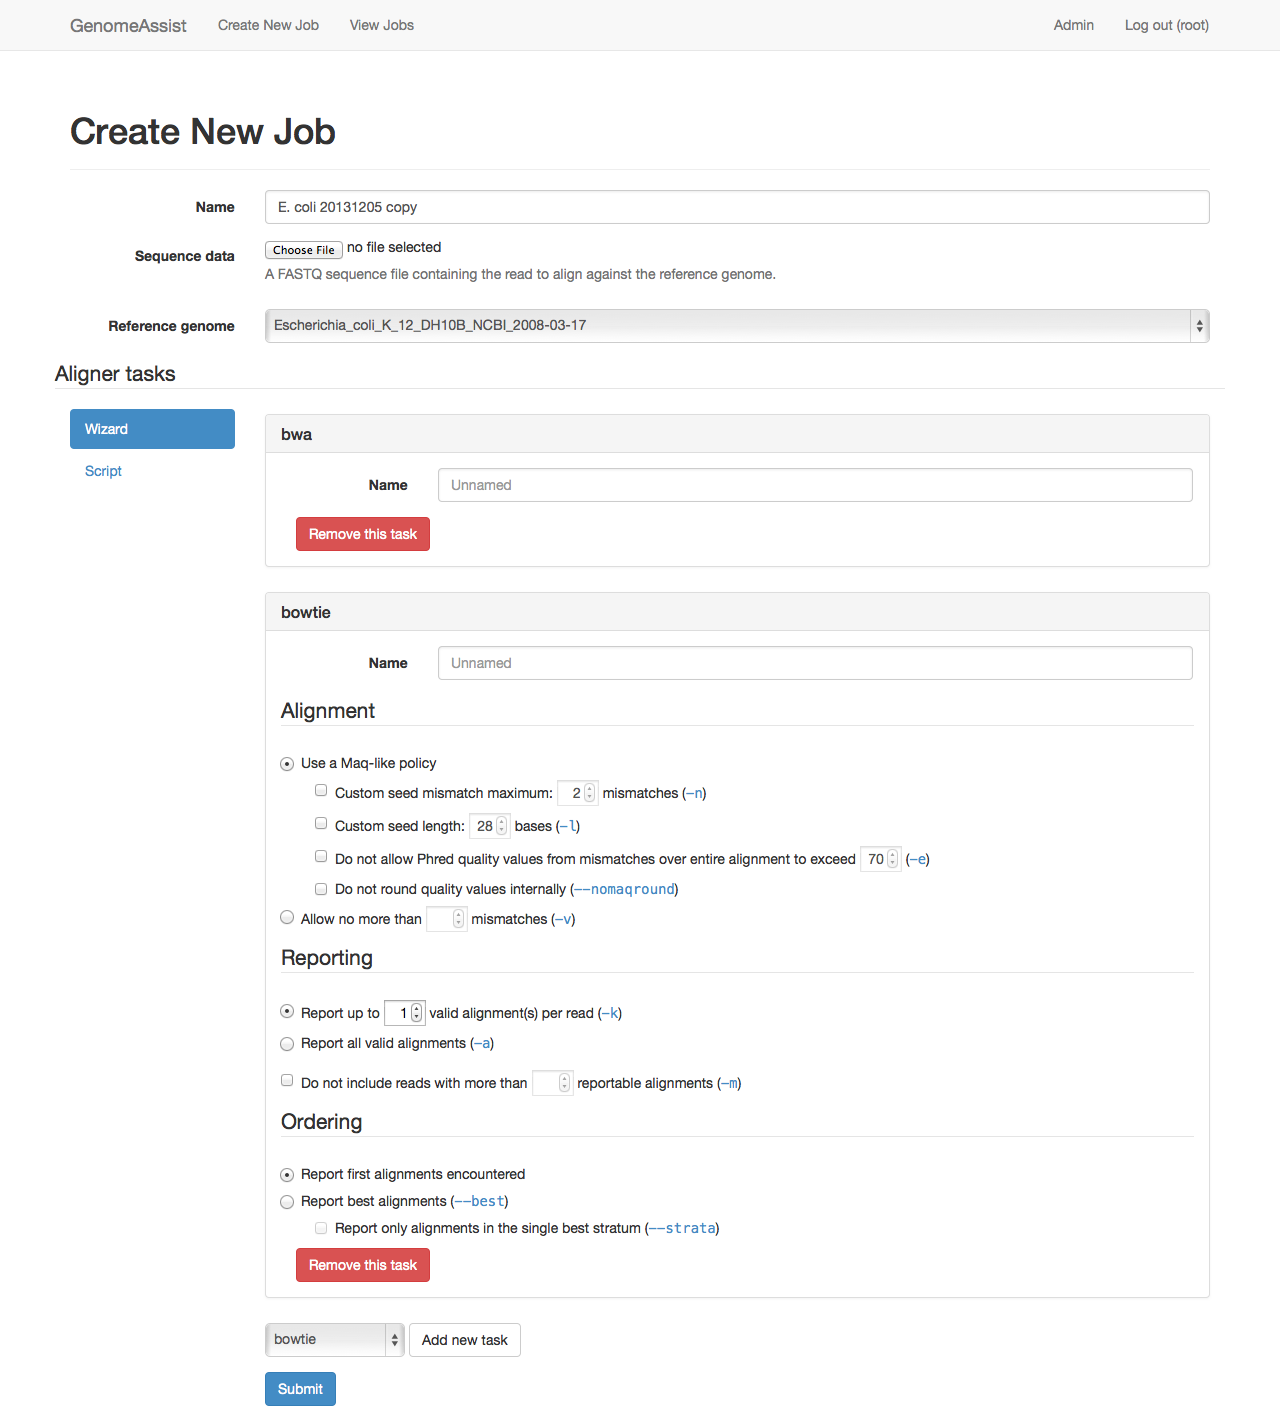 GenomeAssist Create New Job View Jobs Admin Log out (root)
Create New Job
Name E. coli 20131205 copy
Sequence data Choose File no file selected
A FASTQ sequence file containing the read to align against the reference genome.
Reference genome Escherichia_coli_K_12_DH10B_NCBI_2008-03-17
Aligner tasks
Wizard
Script
bwa
Name Unnamed
Remove this task
bowtie
Name Unnamed
Alignment
Use a Maq-like policy
Custom seed mismatch maximum: 2 mismatches (-n)
Custom seed length: 28 bases (-l)
Do not allow Phred quality values from mismatches over entire alignment to exceed 70 (-e)
Do not round quality values internally (--nomaqround)
Allow no more than mismatches (-v)
Reporting
Report up to 1 valid alignment(s) per read (-k)
Report all valid alignments (-a)
Do not include reads with more than reportable alignments (-m)
Ordering
Report first alignments encountered
Report best alignments (--best)
Report only alignments in the single best stratum (--strata)
Remove this task
bowtie Add new task
Submit